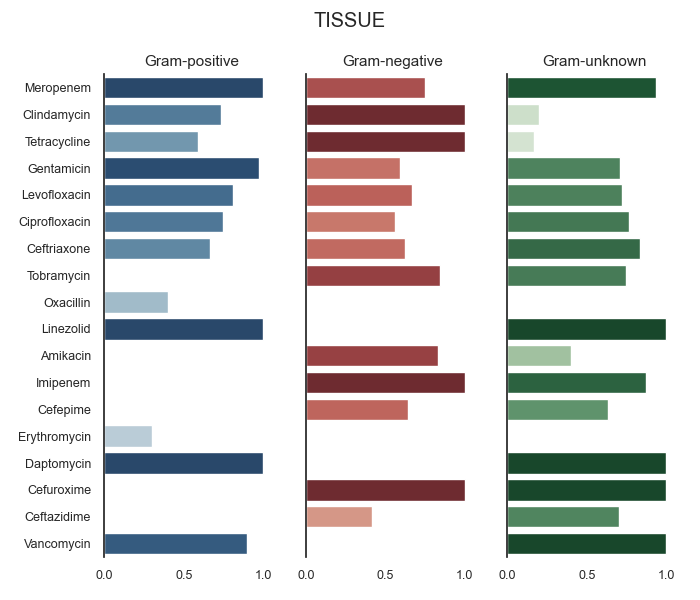 TISSUE
Gram-positive Gram-negative Gram-unknown
Meropenem
Clindamycin
Tetracycline
Gentamicin
Levofloxacin
Ciprofloxacin
Ceftriaxone
Tobramycin
Oxacillin
Linezolid
Amikacin
Imipenem
Cefepime
Erythromycin
Daptomycin
Cefuroxime
Ceftazidime
Vancomycin
0.0 0.5 1.0 0.0 0.5 1.0 0.0 0.5 1.0